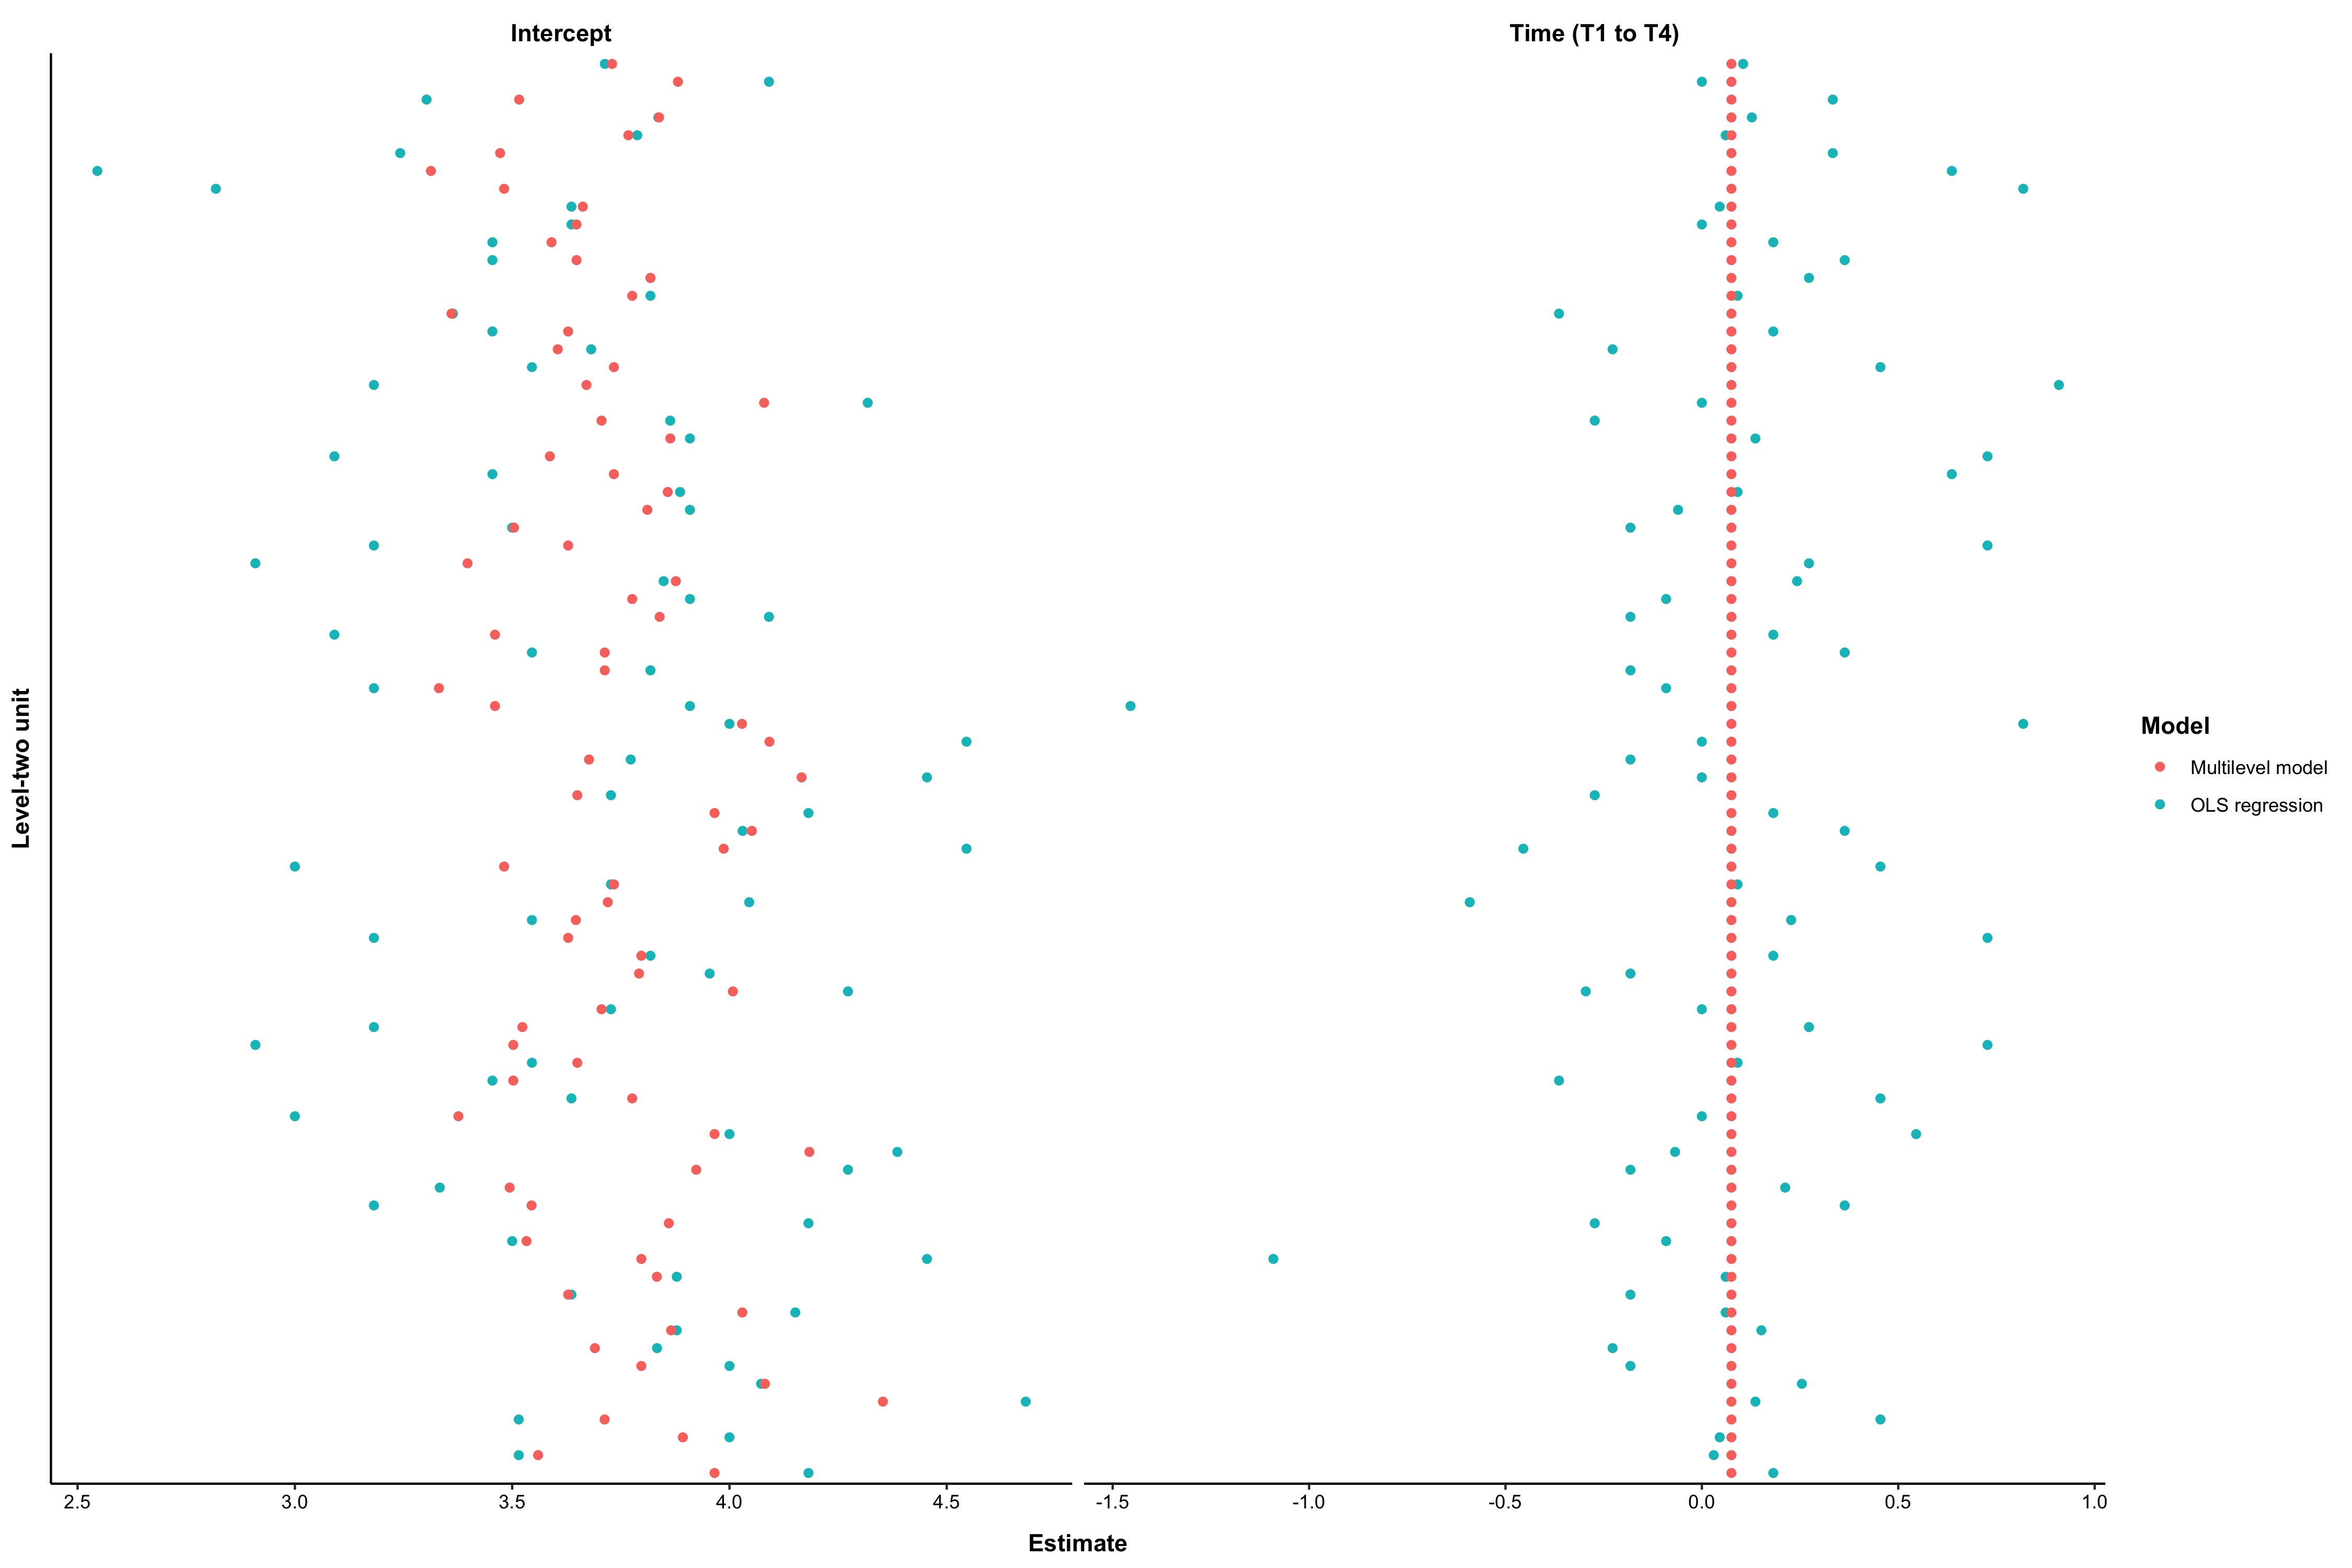 Intercept
Time (T1 to T4)
Level-two unit
Model
Multilevel model
OLS regression
2.5 3.0 3.5 4.0 4.5
-1.5 -1.0 -0.5 0.0 0.5 1.0
Estimate